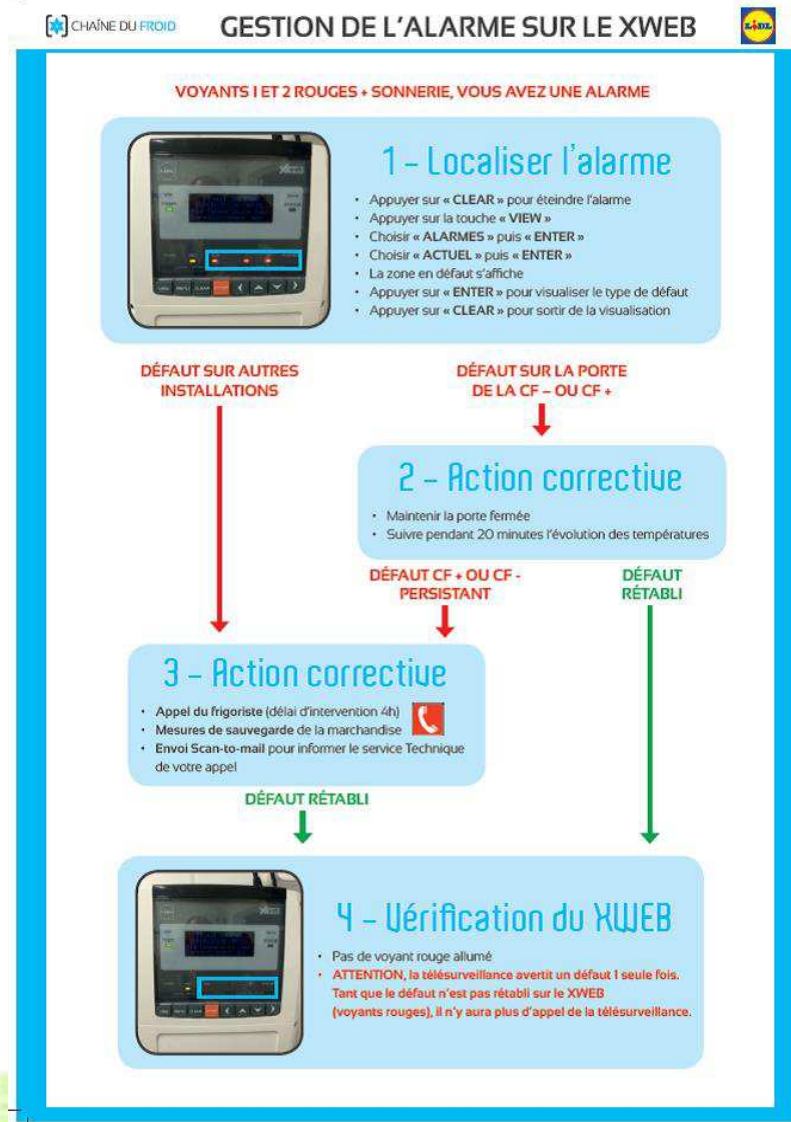 CHAÎNE DU FROID
GESTION DE L'ALARME SUR LE XWEB
LIDL
VOYANTS 1 ET 2 ROUGES + SONNERIE, VOUS AVEZ UNE ALARME
1 – Localiser l'alarme
• Appuyer sur « CLEAR » pour éteindre l'alarme
• Appuyer sur la touche « VIEW »
• Choisir « ALARMES » puis « ENTER »
• Choisir « ACTUEL » puis « ENTER »
• La zone en défaut s'affiche
• Appuyer sur « ENTER » pour visualiser le type de défaut
• Appuyer sur « CLEAR » pour sortir de la visualisation
DÉFAUT SUR AUTRES
INSTALLATIONS
DÉFAUT SUR LA PORTE
DE LA CF – OU CF +
2 – Action corrective
• Maintenir la porte fermée
• Suivre pendant 20 minutes l'évolution des températures
DÉFAUT CF + OU CF -
PERSISTANT
DÉFAUT
RÉTABLI
3 – Action corrective
• Appel du frigoriste (délai d'intervention 4h)
• Mesures de sauvegarde de la marchandise
• Envoi Scan-to-mail pour informer le service Technique
de votre appel
DÉFAUT RÉTABLI
4 – Vérification du XWEB
• Pas de voyant rouge allumé
• ATTENTION, la télésurveillance avertit un défaut 1 seule fois.
Tant que le défaut n'est pas rétabli sur le XWEB
(voyants rouges), il n'y aura plus d'appel de la télésurveillance.